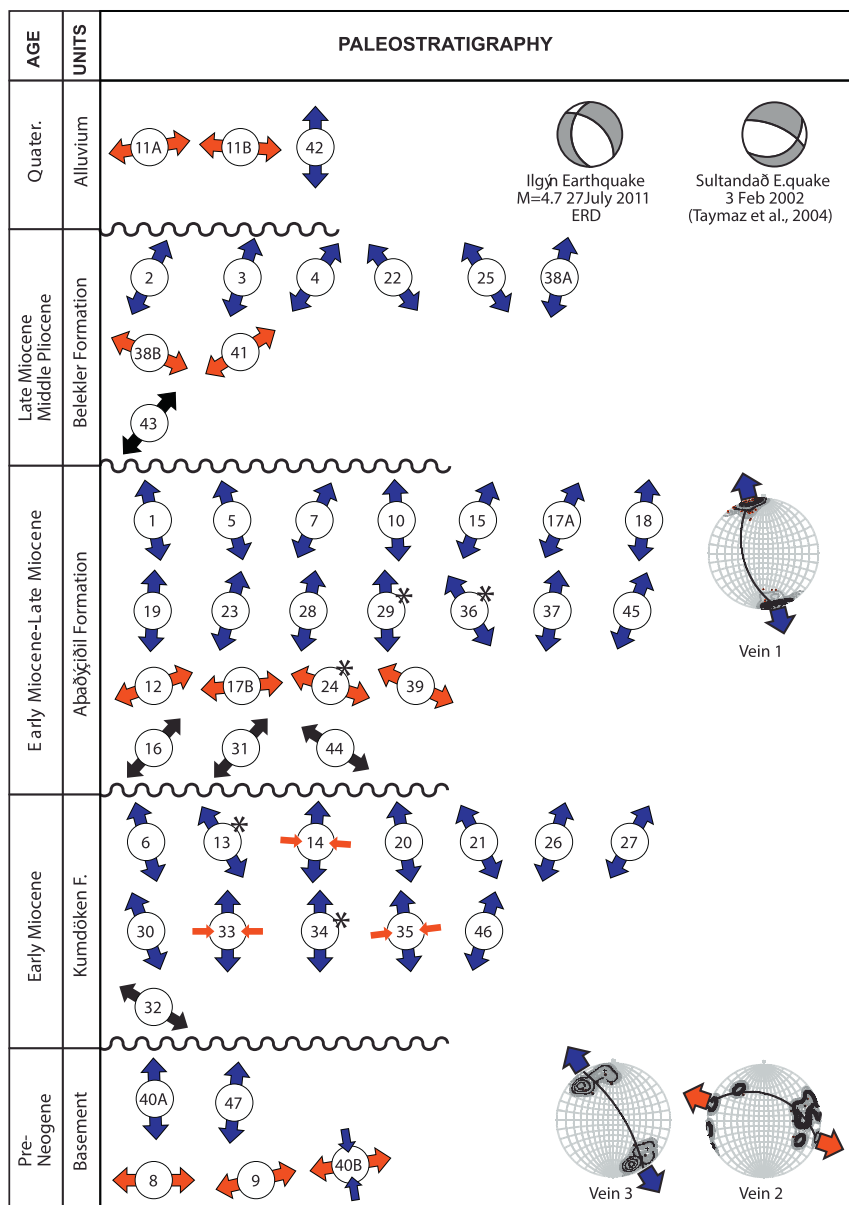 AGE
UNITS
PALEOSTRATIGRAPHY
Quater.
Alluvium
11A
11B
42
Ilgýn Earthquake
M=4.7 27July 2011
ERD
Sultandað E.quake
3 Feb 2002
(Taymaz et al., 2004)
Late Miocene
Middle Pliocene
Belekler Formation
2
3
4
22
25
38A
38B
41
43
Early Miocene-Late Miocene
Aþaðýçiðil Formation
1
5
7
10
15
17A
18
19
23
28
29*
36*
37
45
Vein 1
12
17B
24*
39
16
31
44
Early Miocene
Kumdöken F.
6
13*
14
20
21
26
27
30
33
34*
35
46
32
Pre-
Neogene
Basement
40A
47
8
9
40B
Vein 3
Vein 2